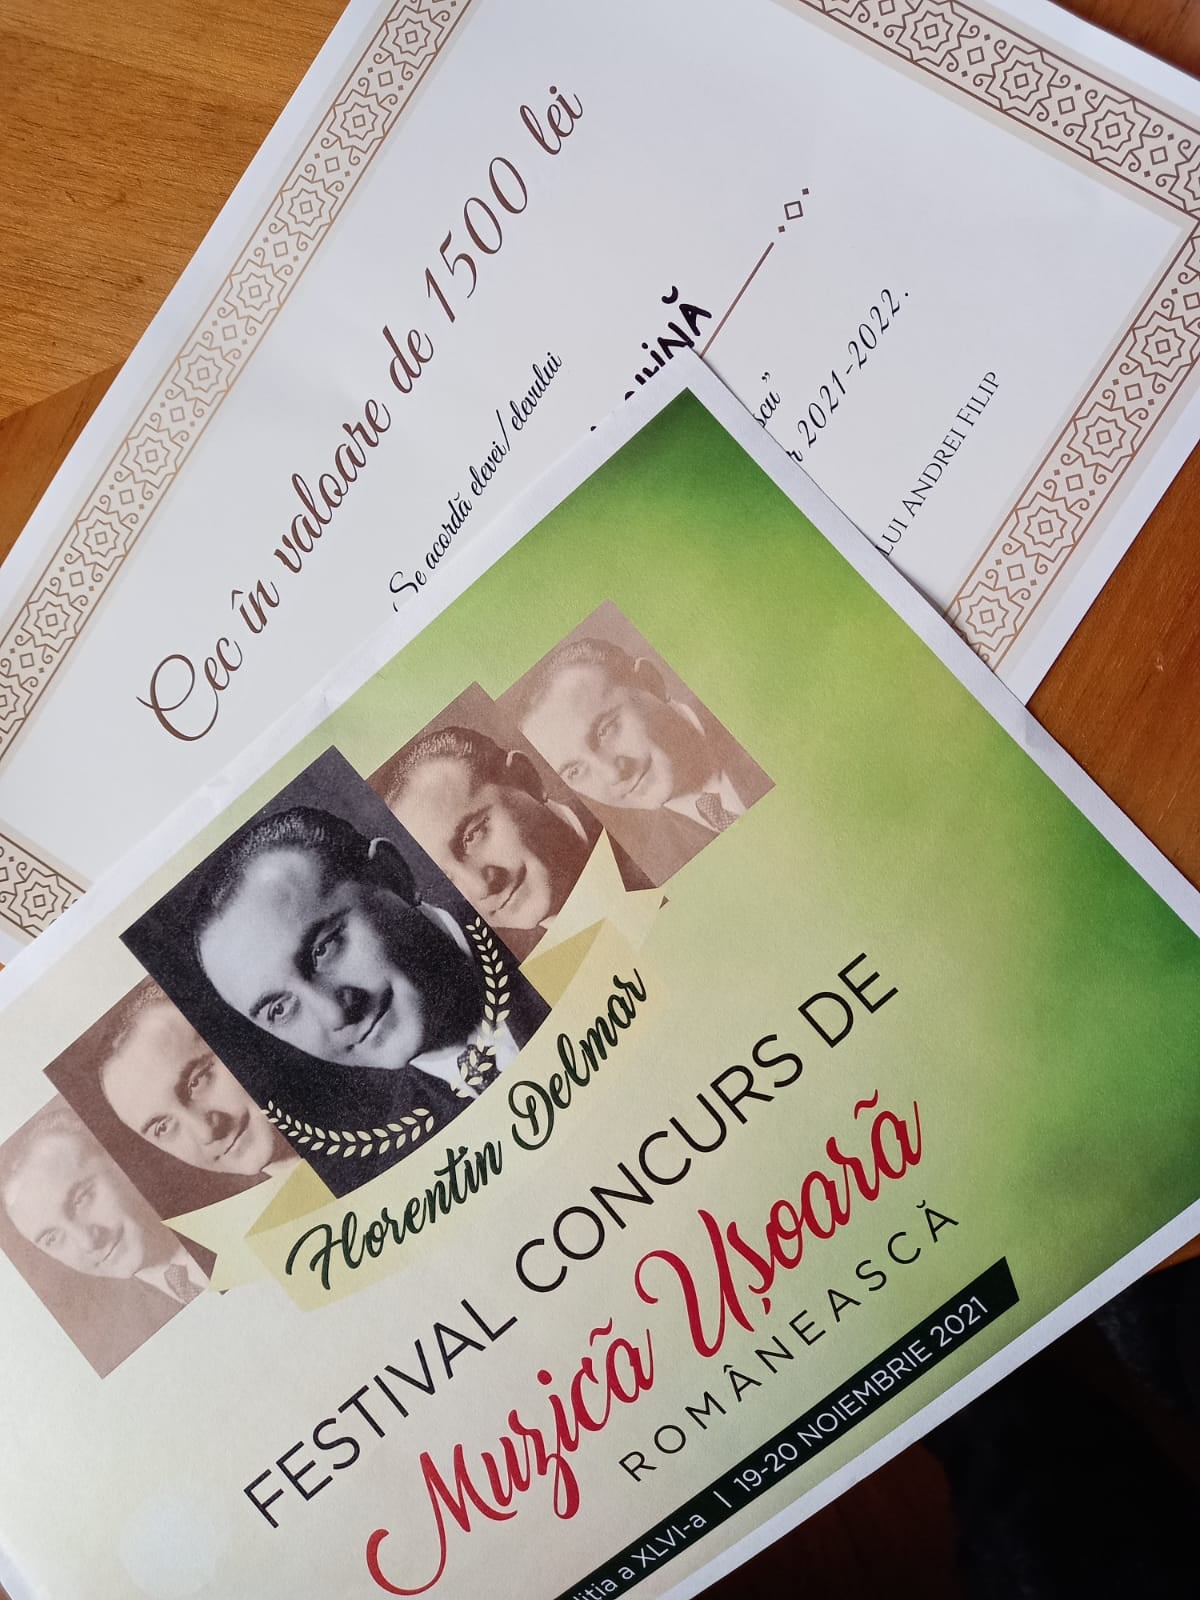 Cec în valoare de 1500 lei
Se acordă elevei/elevului
2021-2022.
ANDREI FILIP
Florentin Delmar
FESTIVAL CONCURS DE
Muzică Ușoară
ROMÂNEASCĂ
a XLVI-a | 19-20 NOIEMBRIE 2021